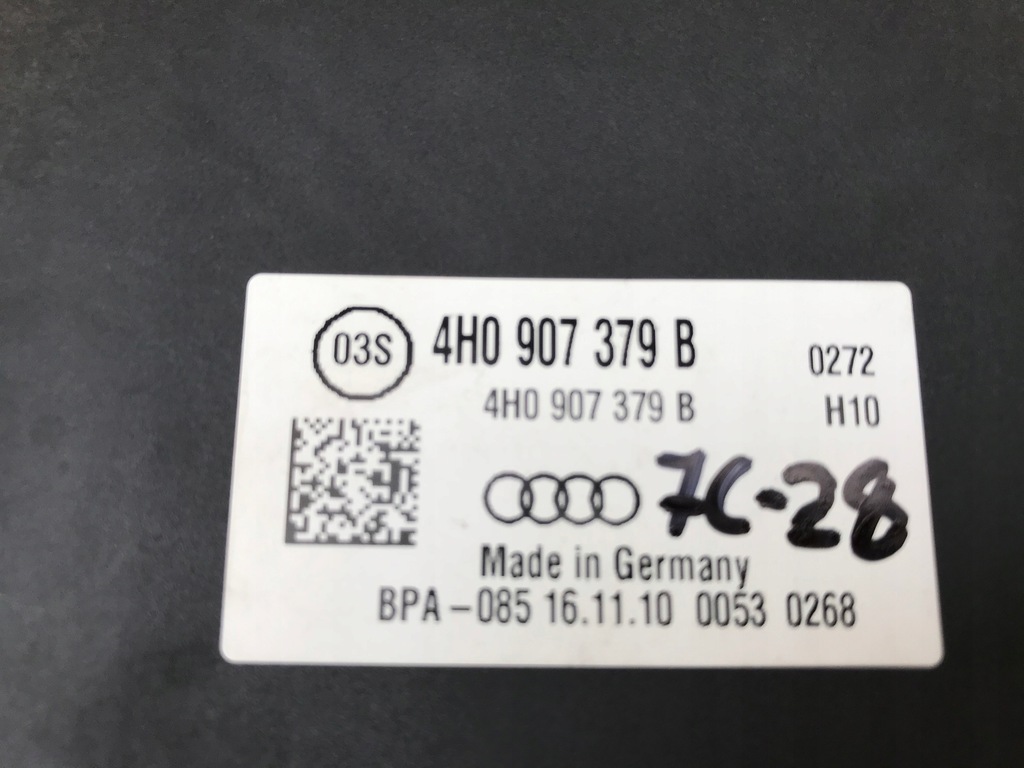 03S 4H0 907 379 B 0272
4H0 907 379 B H10
7C-28
Made in Germany
BPA-085 16.11.10 0053 0268